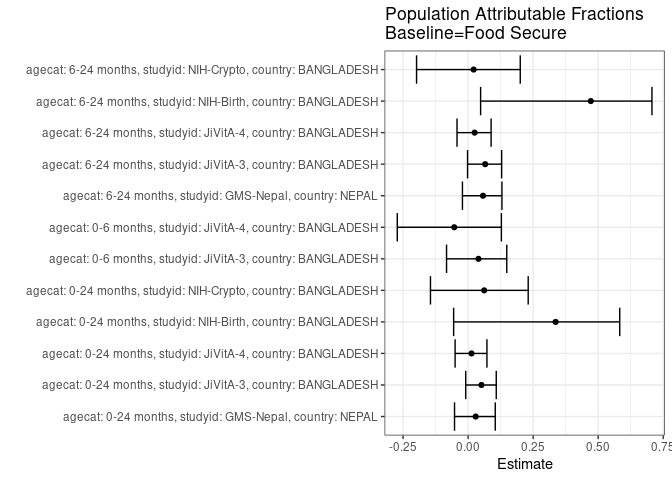 Population Attributable Fractions
Baseline=Food Secure
agecat: 6-24 months, studyid: NIH-Crypto, country: BANGLADESH
agecat: 6-24 months, studyid: NIH-Birth, country: BANGLADESH
agecat: 6-24 months, studyid: JiVitA-4, country: BANGLADESH
agecat: 6-24 months, studyid: JiVitA-3, country: BANGLADESH
agecat: 6-24 months, studyid: GMS-Nepal, country: NEPAL
agecat: 0-6 months, studyid: JiVitA-4, country: BANGLADESH
agecat: 0-6 months, studyid: JiVitA-3, country: BANGLADESH
agecat: 0-24 months, studyid: NIH-Crypto, country: BANGLADESH
agecat: 0-24 months, studyid: NIH-Birth, country: BANGLADESH
agecat: 0-24 months, studyid: JiVitA-4, country: BANGLADESH
agecat: 0-24 months, studyid: JiVitA-3, country: BANGLADESH
agecat: 0-24 months, studyid: GMS-Nepal, country: NEPAL
-0.25 0.00 0.25 0.50 0.75
Estimate